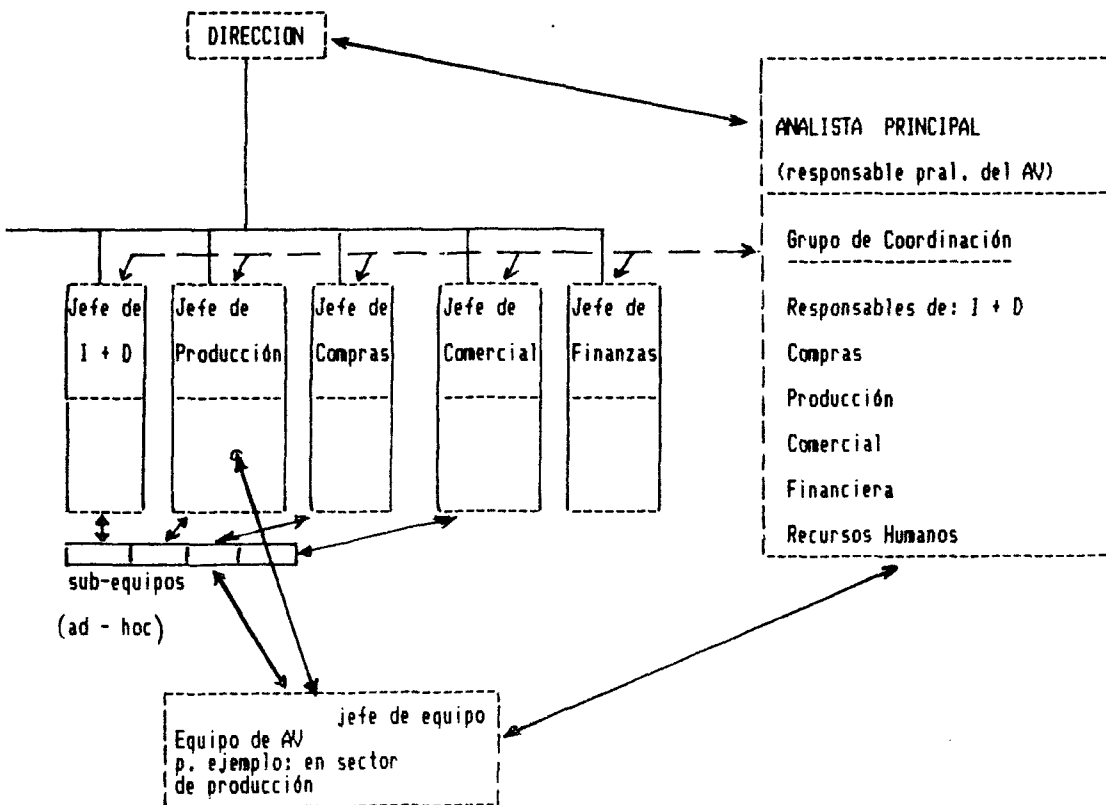 DIRECCION
ANALISTA PRINCIPAL
(responsable pral. del AV)
Grupo de Coordinación
Responsables de: I + D
Compras
Producción
Comercial
Financiera
Recursos Humanos
Jefe de
I + D
Jefe de
Producción
Jefe de
Compras
Jefe de
Comercial
Jefe de
Finanzas
sub-equipos
(ad - hoc)
jefe de equipo
Equipo de AV
p. ejemplo: en sector
de producción